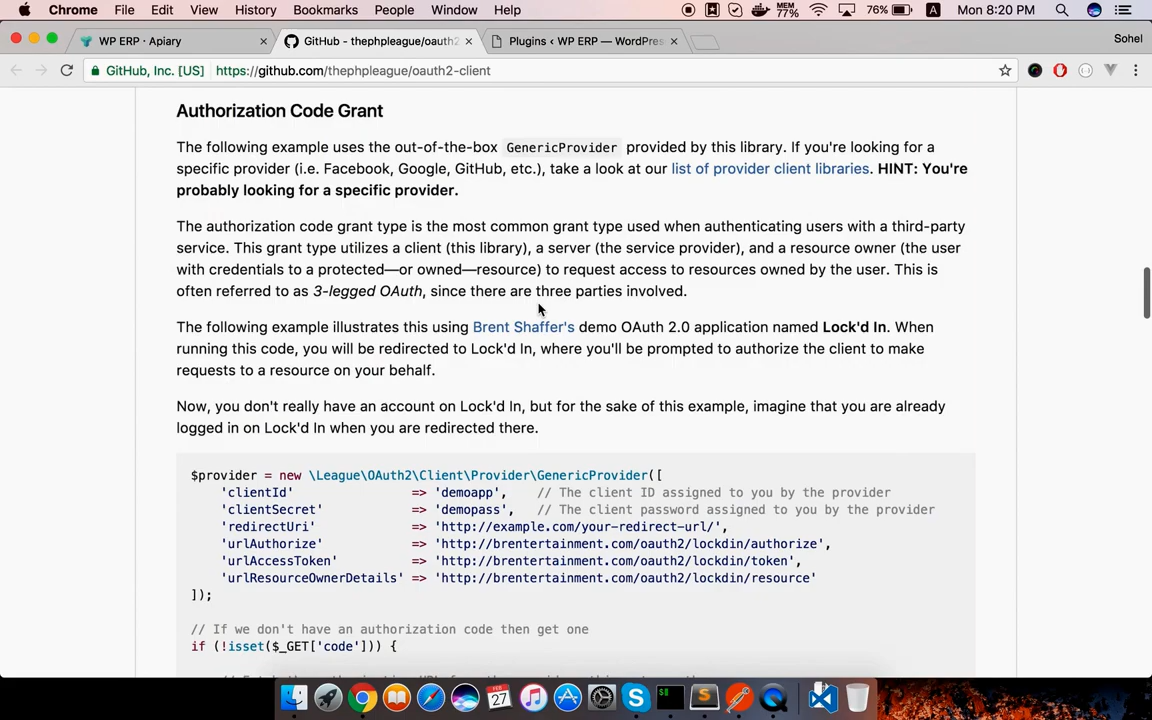 Chrome File Edit View History Bookmarks People Window Help MEM 77% 76% A Mon 8:20 PM
WP ERP · Apiary × GitHub - thephpleague/oauth2 × Plugins ‹ WP ERP — WordPres × Sohel
GitHub, Inc. [US] https://github.com/thephpleague/oauth2-client
Authorization Code Grant
The following example uses the out-of-the-box GenericProvider provided by this library. If you're looking for a
specific provider (i.e. Facebook, Google, GitHub, etc.), take a look at our list of provider client libraries. HINT: You're
probably looking for a specific provider.
The authorization code grant type is the most common grant type used when authenticating users with a third-party
service. This grant type utilizes a client (this library), a server (the service provider), and a resource owner (the user
with credentials to a protected—or owned—resource) to request access to resources owned by the user. This is
often referred to as 3-legged OAuth, since there are three parties involved.
The following example illustrates this using Brent Shaffer's demo OAuth 2.0 application named Lock'd In. When
running this code, you will be redirected to Lock'd In, where you'll be prompted to authorize the client to make
requests to a resource on your behalf.
Now, you don't really have an account on Lock'd In, but for the sake of this example, imagine that you are already
logged in on Lock'd In when you are redirected there.
$provider = new \League\OAuth2\Client\Provider\GenericProvider([
'clientId' => 'demoapp', // The client ID assigned to you by the provider
'clientSecret' => 'demopass', // The client password assigned to you by the provider
'redirectUri' => 'http://example.com/your-redirect-url/',
'urlAuthorize' => 'http://brentertainment.com/oauth2/lockdin/authorize',
'urlAccessToken' => 'http://brentertainment.com/oauth2/lockdin/token',
'urlResourceOwnerDetails' => 'http://brentertainment.com/oauth2/lockdin/resource'
]);
// If we don't have an authorization code then get one
if (!isset($_GET['code'])) {
FEB
27